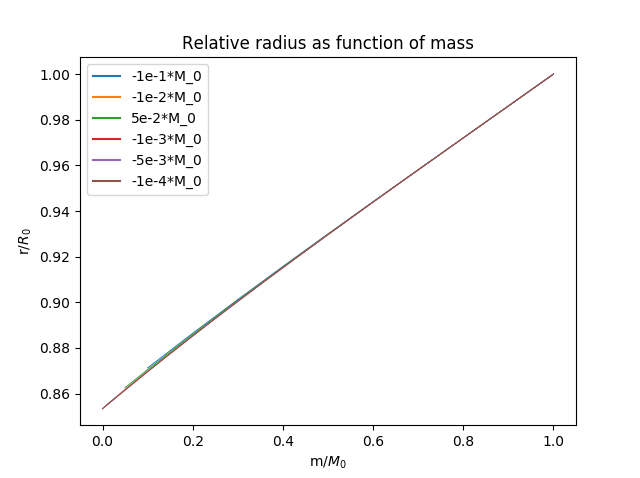 Relative radius as function of mass
-1e-1*M_0
-1e-2*M_0
5e-2*M_0
-1e-3*M_0
-5e-3*M_0
-1e-4*M_0
1.00
0.98
0.96
0.94
0.92
0.90
0.88
0.86
r/R₀
0.0 0.2 0.4 0.6 0.8 1.0
m/M₀